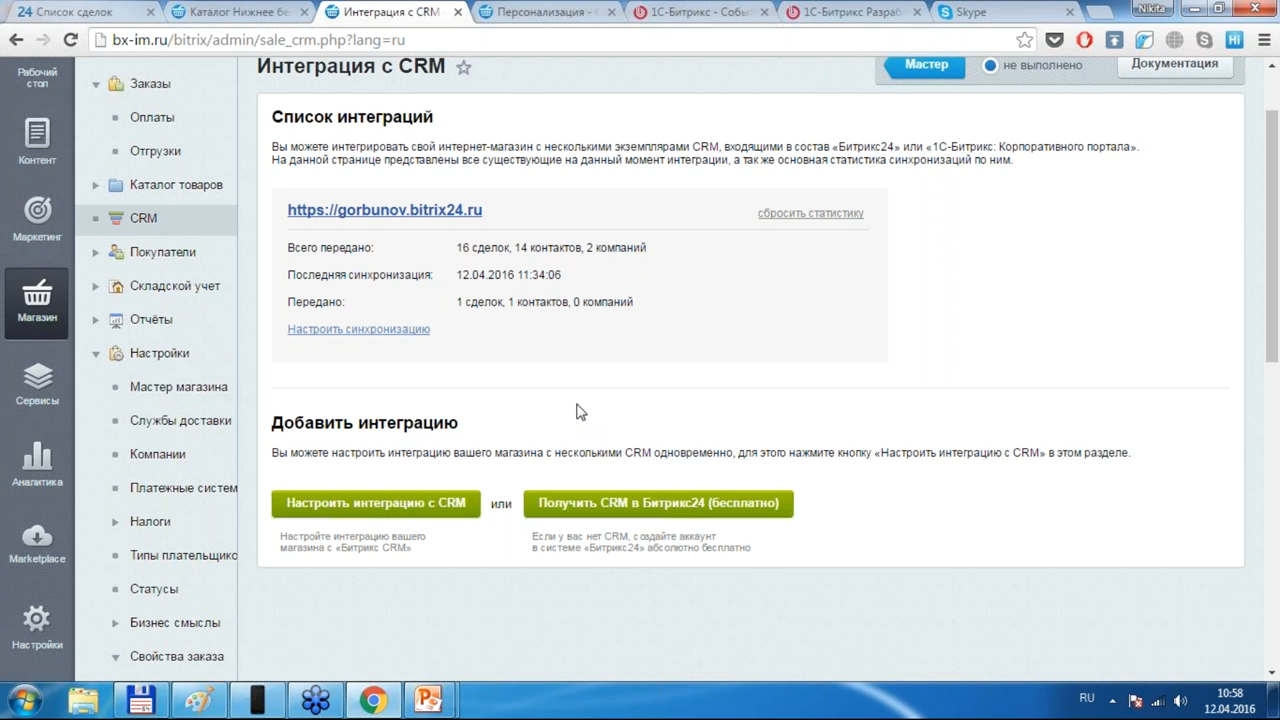 24 Список сделок
Каталог Нижнее бе
Интеграция с CRM -
Персонализация - С
1С-Битрикс - Событ
1С-Битрикс Разраб
Skype
Nikita
bx-im.ru/bitrix/admin/sale_crm.php?lang=ru
Hi
Рабочий
стол
Контент
Маркетинг
Магазин
Сервисы
Аналитика
Marketplace
Настройки
Заказы
Оплаты
Отгрузки
Каталог товаров
CRM
Покупатели
Складской учет
Отчёты
Настройки
Мастер магазина
Службы доставки
Компании
Платежные систем
Налоги
Типы плательщико
Статусы
Бизнес смыслы
Свойства заказа
Интеграция с CRM
Мастер
не выполнено
Документация
Список интеграций
Вы можете интегрировать свой интернет-магазин с несколькими экземплярами CRM, входящими в состав «Битрикс24» или «1С-Битрикс: Корпоративного портала».
На данной странице представлены все существующие на данный момент интеграции, а так же основная статистика синхронизаций по ним.
https://gorbunov.bitrix24.ru
сбросить статистику
Всего передано: 16 сделок, 14 контактов, 2 компаний
Последняя синхронизация: 12.04.2016 11:34:06
Передано: 1 сделок, 1 контактов, 0 компаний
Настроить синхронизацию
Добавить интеграцию
Вы можете настроить интеграцию вашего магазина с несколькими CRM одновременно, для этого нажмите кнопку «Настроить интеграцию с CRM» в этом разделе.
Настроить интеграцию с CRM или Получить CRM в Битрикс24 (бесплатно)
Настройте интеграцию вашего
магазина с «Битрикс CRM»
Если у вас нет CRM, создайте аккаунт
в системе «Битрикс24» абсолютно бесплатно
RU
10:58
12.04.2016